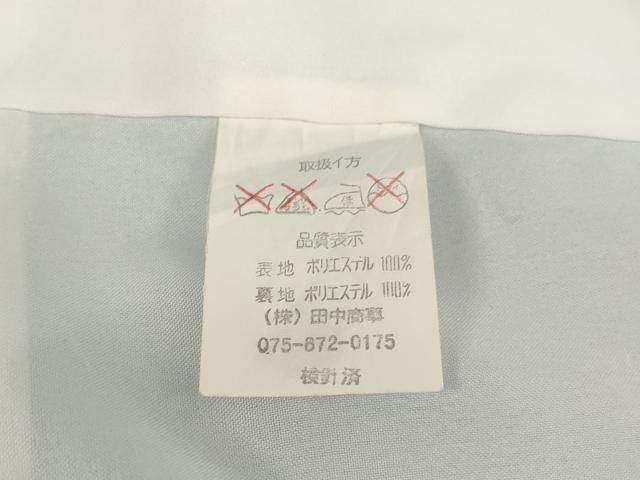 取扱イ方
低
品質表示
表地 ポリエステル 100%
裏地 ポリエステル 100%
(株) 田中商事
075-672-0175
検針済